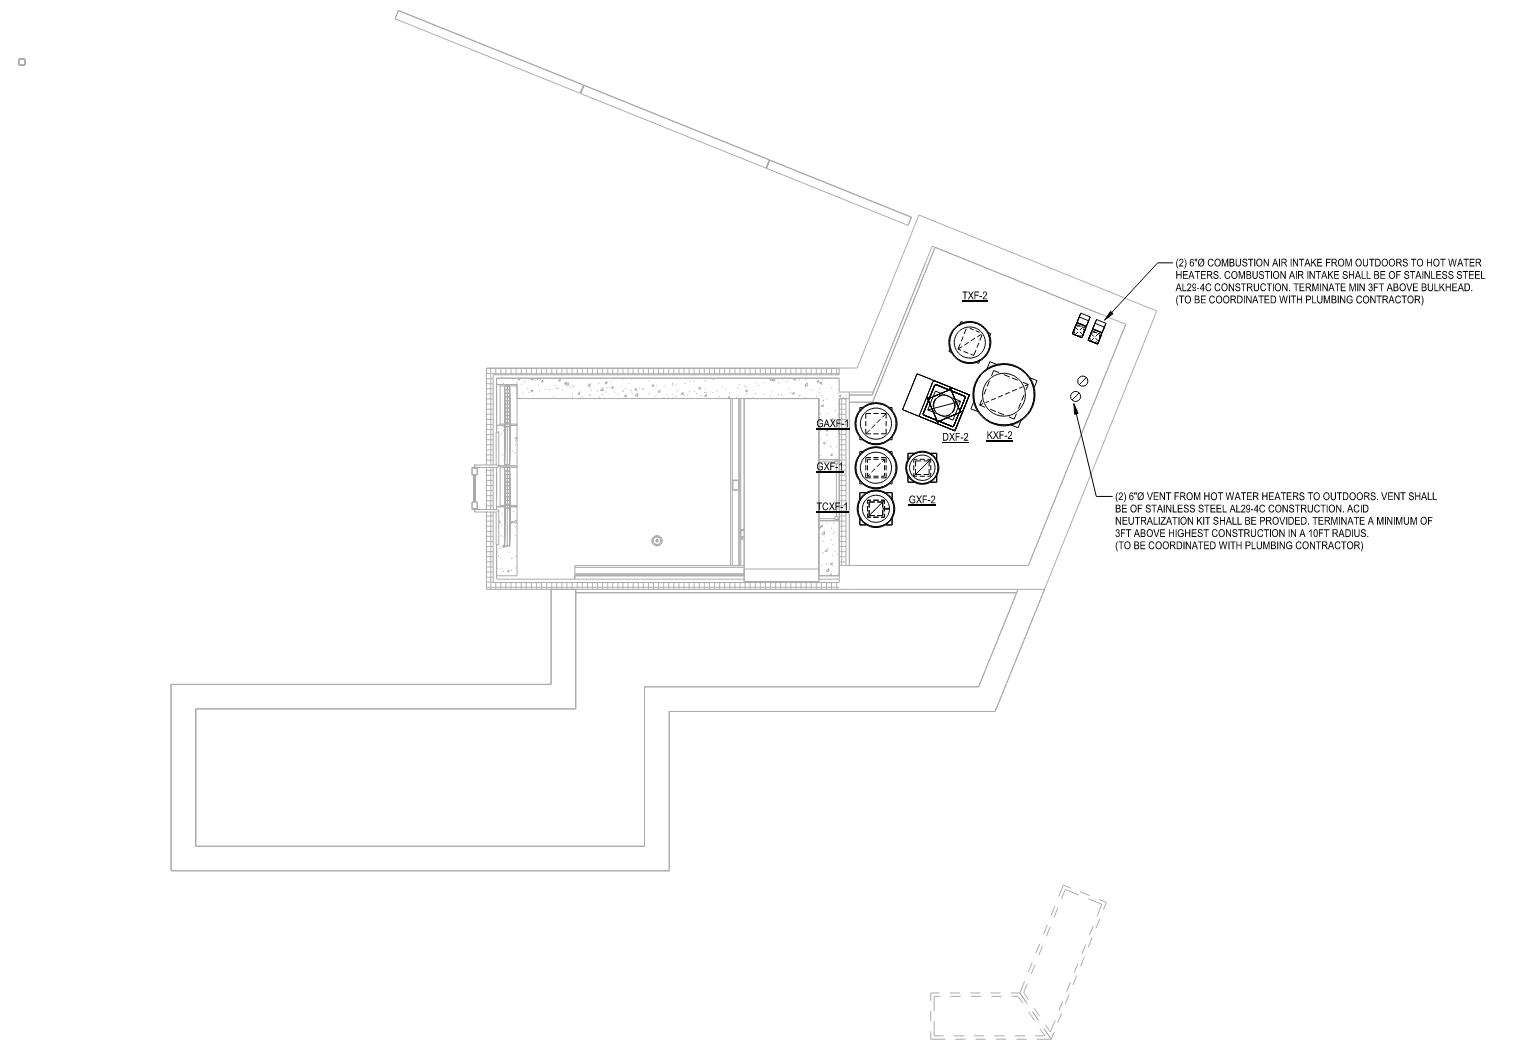 (2) 6"Ø COMBUSTION AIR INTAKE FROM OUTDOORS TO HOT WATER
HEATERS. COMBUSTION AIR INTAKE SHALL BE OF STAINLESS STEEL
AL29-4C CONSTRUCTION. TERMINATE MIN 3FT ABOVE BULKHEAD.
(TO BE COORDINATED WITH PLUMBING CONTRACTOR)
TXF-2
GAXF-1
DXF-2
KXF-2
GXF-1
GXF-2
TCXF-1
(2) 6"Ø VENT FROM HOT WATER HEATERS TO OUTDOORS. VENT SHALL
BE OF STAINLESS STEEL AL29-4C CONSTRUCTION. ACID
NEUTRALIZATION KIT SHALL BE PROVIDED. TERMINATE A MINIMUM OF
3FT ABOVE HIGHEST CONSTRUCTION IN A 10FT RADIUS.
(TO BE COORDINATED WITH PLUMBING CONTRACTOR)